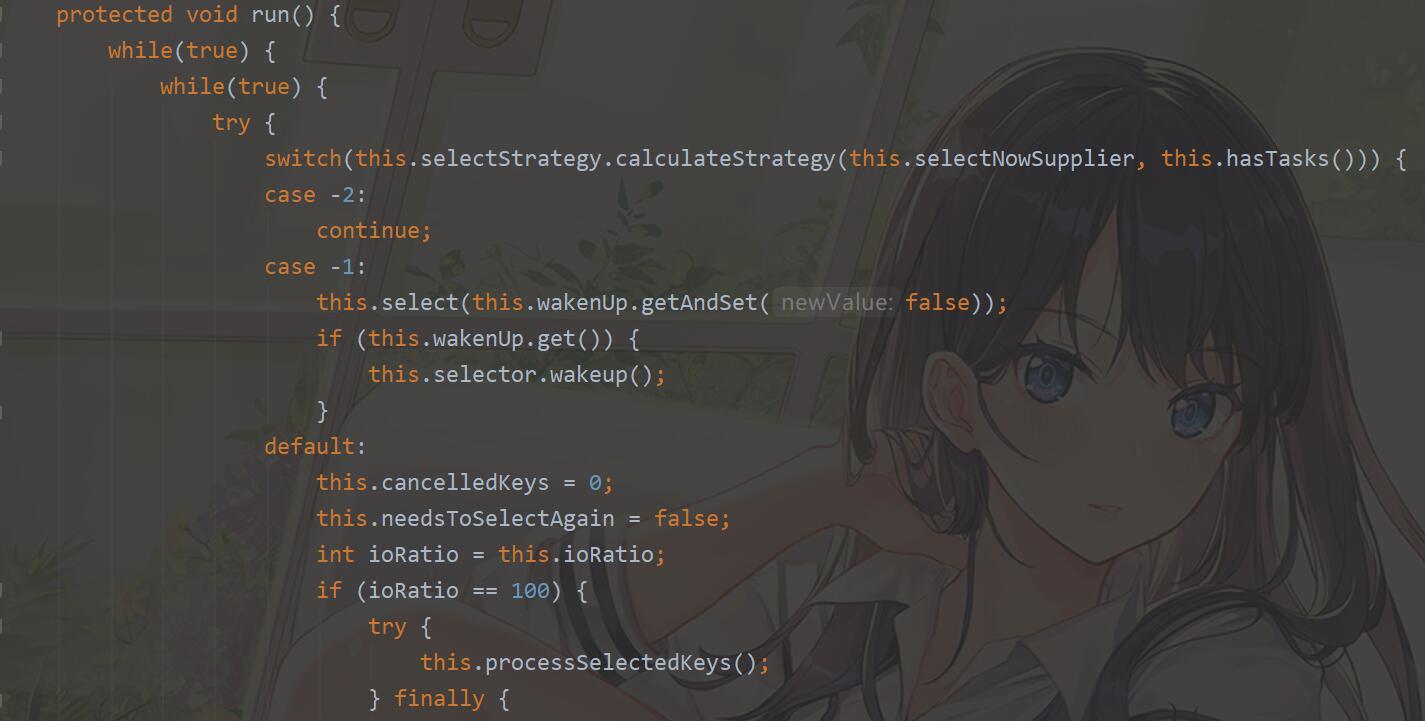 protected void run() {
while(true) {
while(true) {
try {
switch(this.selectStrategy.calculateStrategy(this.selectNowSupplier, this.hasTasks())) {
case -2:
continue;
case -1:
this.select(this.wakenUp.getAndSet( newValue: false));
if (this.wakenUp.get()) {
this.selector.wakeup();
}
default:
this.cancelledKeys = 0;
this.needsToSelectAgain = false;
int ioRatio = this.ioRatio;
if (ioRatio == 100) {
try {
this.processSelectedKeys();
} finally {